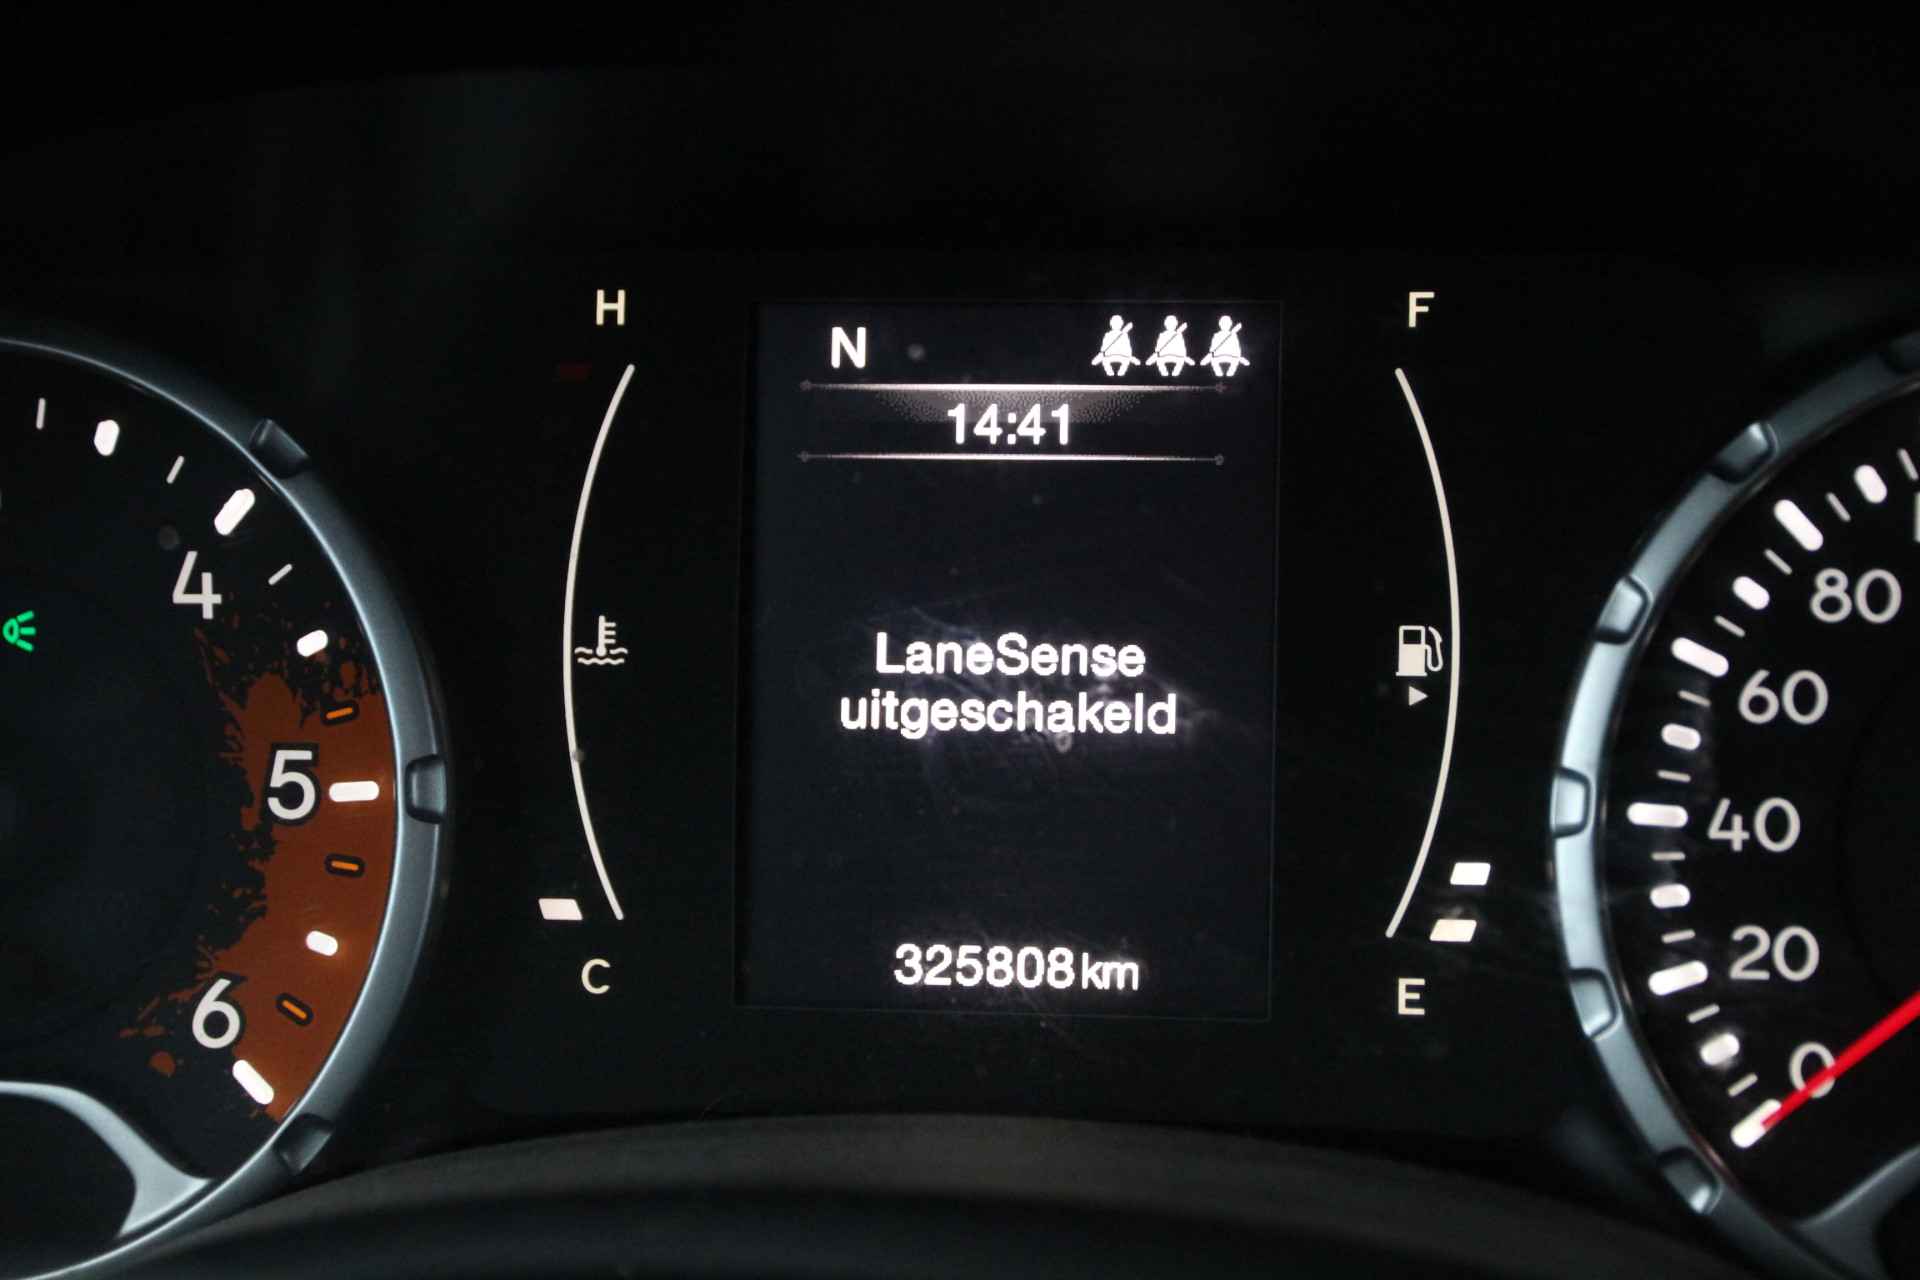 H
F
N
14:41
4
80
LaneSense
uitgeschakeld
60
5
40
20
325808 km
C
E
6
0